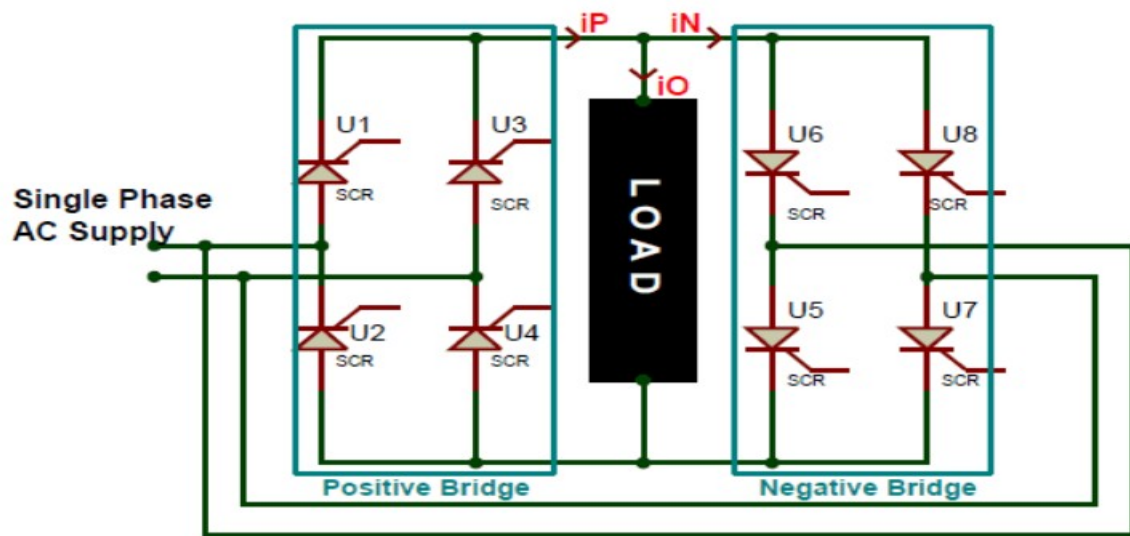 iP
iN
iO
U1
SCR
U3
SCR
U6
SCR
U8
SCR
Single Phase
AC Supply
LOAD
U2
SCR
U4
SCR
U5
SCR
U7
SCR
Positive Bridge
Negative Bridge